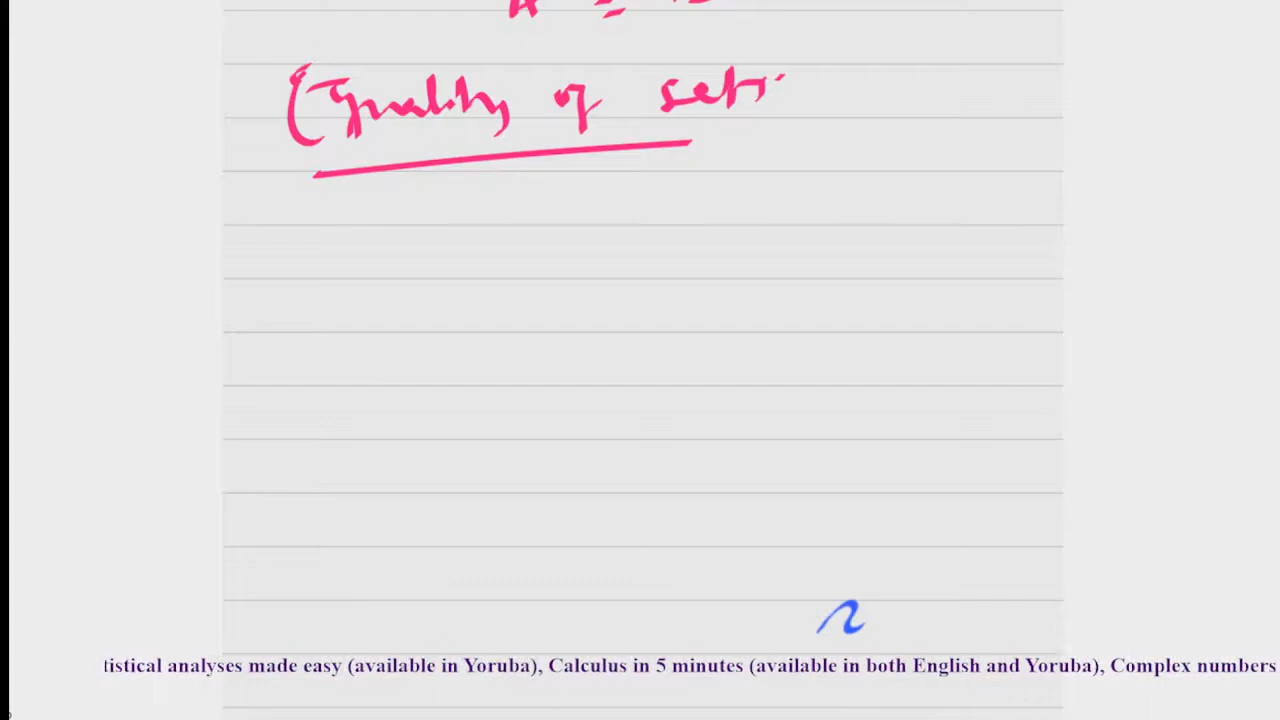 Equality of sets.
tistical analyses made easy (available in Yoruba), Calculus in 5 minutes (available in both English and Yoruba), Complex numbers